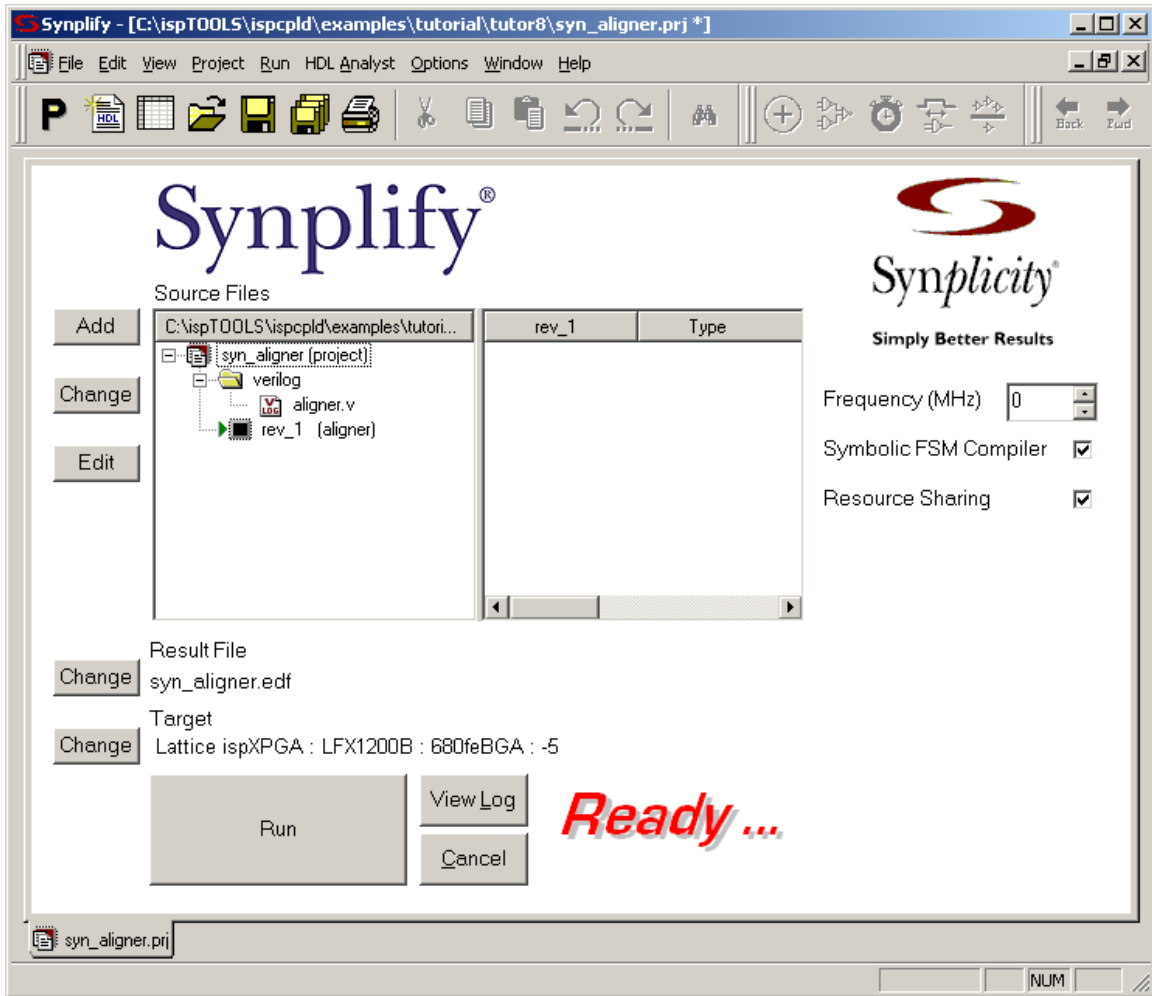 Synplify - [C:\ispTOOLS\ispcpld\examples\tutorial\tutor8\syn_aligner.prj *]
File Edit View Project Run HDL Analyst Options Window Help
P HDL Back Fwd
Synplify®
Synplicity®
Simply Better Results
Source Files
Add
C:\ispTOOLS\ispcpld\examples\tutori... rev_1 Type
syn_aligner (project)
verilog
Change
aligner.v
rev_1 (aligner)
Edit
Frequency (MHz) 0
Symbolic FSM Compiler
Resource Sharing
Result File
Change
syn_aligner.edf
Target
Change
Lattice ispXPGA : LFX1200B : 680feBGA : -5
Run
View Log
Cancel
Ready ...
syn_aligner.prj
NUM